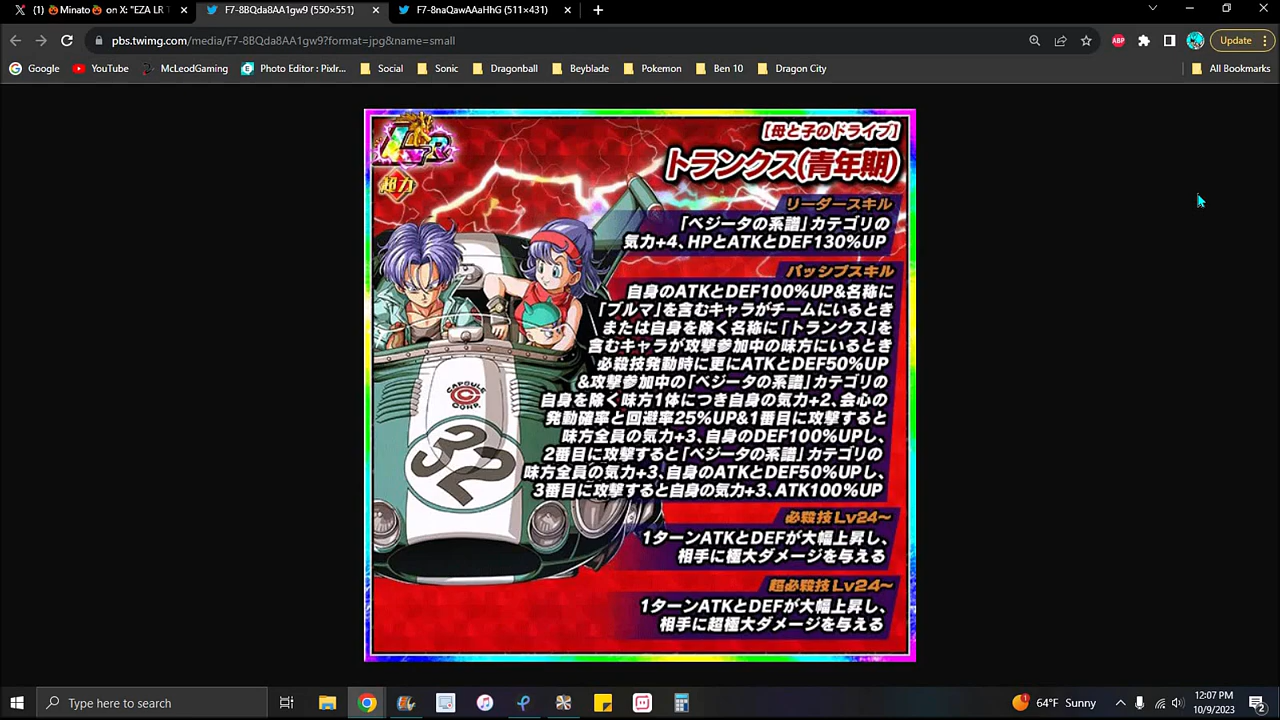 (1) 🎃Minato🎃 on X: "EZA LR T
F7-8BQda8AA1gw9 (550×551)
F7-8naQawAAaHhG (511×431)
pbs.twimg.com/media/F7-8BQda8AA1gw9?format=jpg&name=small
ABP
Update
Google
YouTube
McLeodGaming
Photo Editor : Pixlr...
Social
Sonic
Dragonball
Beyblade
Pokemon
Ben 10
Dragon City
All Bookmarks
LR
超力
[母と子のドライブ]
トランクス(青年期)
リーダースキル
「ベジータの系譜」カテゴリの
気力+4、HPとATKとDEF130%UP
パッシブスキル
自身のATKとDEF100%UP&名称に
「ブルマ」を含むキャラがチームにいるとき
または自身を除く名称に「トランクス」を
含むキャラが攻撃参加中の味方にいるとき
必殺技発動時に更にATKとDEF50%UP
&攻撃参加中の「ベジータの系譜」カテゴリの
自身を除く味方1体につき自身の気力+2、会心の
発動確率と回避率25%UP&1番目に攻撃すると
味方全員の気力+3、自身のDEF100%UPし、
2番目に攻撃すると「ベジータの系譜」カテゴリの
味方全員の気力+3、自身のATKとDEF50%UPし、
3番目に攻撃すると自身の気力+3、ATK100%UP
必殺技Lv24~
1ターンATKとDEFが大幅上昇し、
相手に極大ダメージを与える
超必殺技Lv24~
1ターンATKとDEFが大幅上昇し、
相手に超極大ダメージを与える
CAPSULE
CORP.
32
Type here to search
1
64°F Sunny
12:07 PM
10/9/2023
2